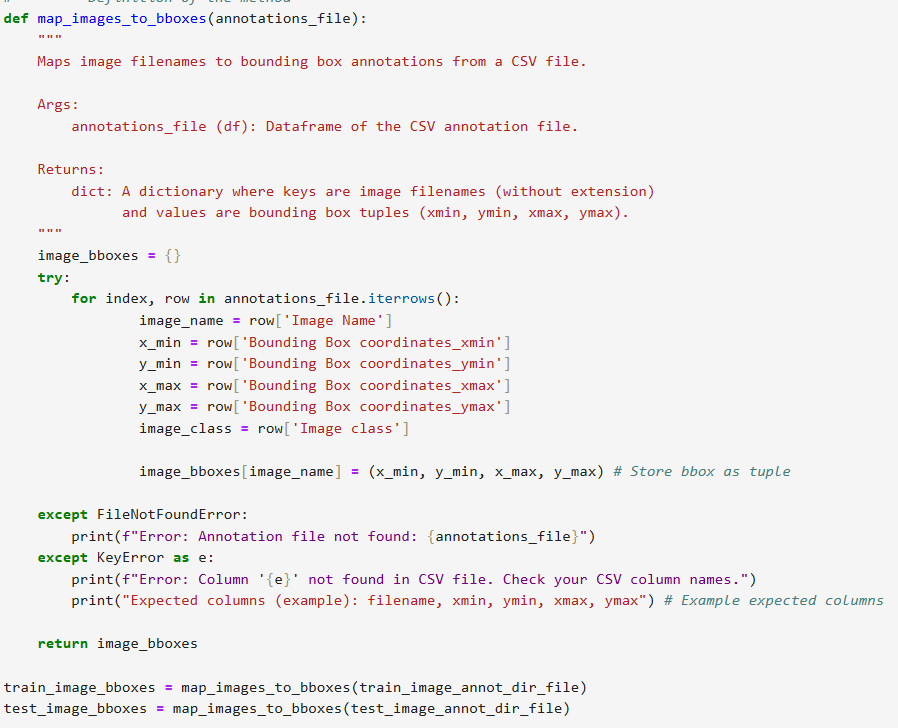 def map_images_to_bboxes(annotations_file):
    """
    Maps image filenames to bounding box annotations from a CSV file.

    Args:
        annotations_file (df): Dataframe of the CSV annotation file.

    Returns:
        dict: A dictionary where keys are image filenames (without extension)
              and values are bounding box tuples (xmin, ymin, xmax, ymax).
    """
    image_bboxes = {}
    try:
        for index, row in annotations_file.iterrows():
                image_name = row['Image Name']
                x_min = row['Bounding Box coordinates_xmin']
                y_min = row['Bounding Box coordinates_ymin']
                x_max = row['Bounding Box coordinates_xmax']
                y_max = row['Bounding Box coordinates_ymax']
                image_class = row['Image class']

                image_bboxes[image_name] = (x_min, y_min, x_max, y_max) # Store bbox as tuple

    except FileNotFoundError:
        print(f"Error: Annotation file not found: {annotations_file}")
    except KeyError as e:
        print(f"Error: Column '{e}' not found in CSV file. Check your CSV column names.")
        print("Expected columns (example): filename, xmin, ymin, xmax, ymax") # Example expected columns

    return image_bboxes

train_image_bboxes = map_images_to_bboxes(train_image_annot_dir_file)
test_image_bboxes = map_images_to_bboxes(test_image_annot_dir_file)